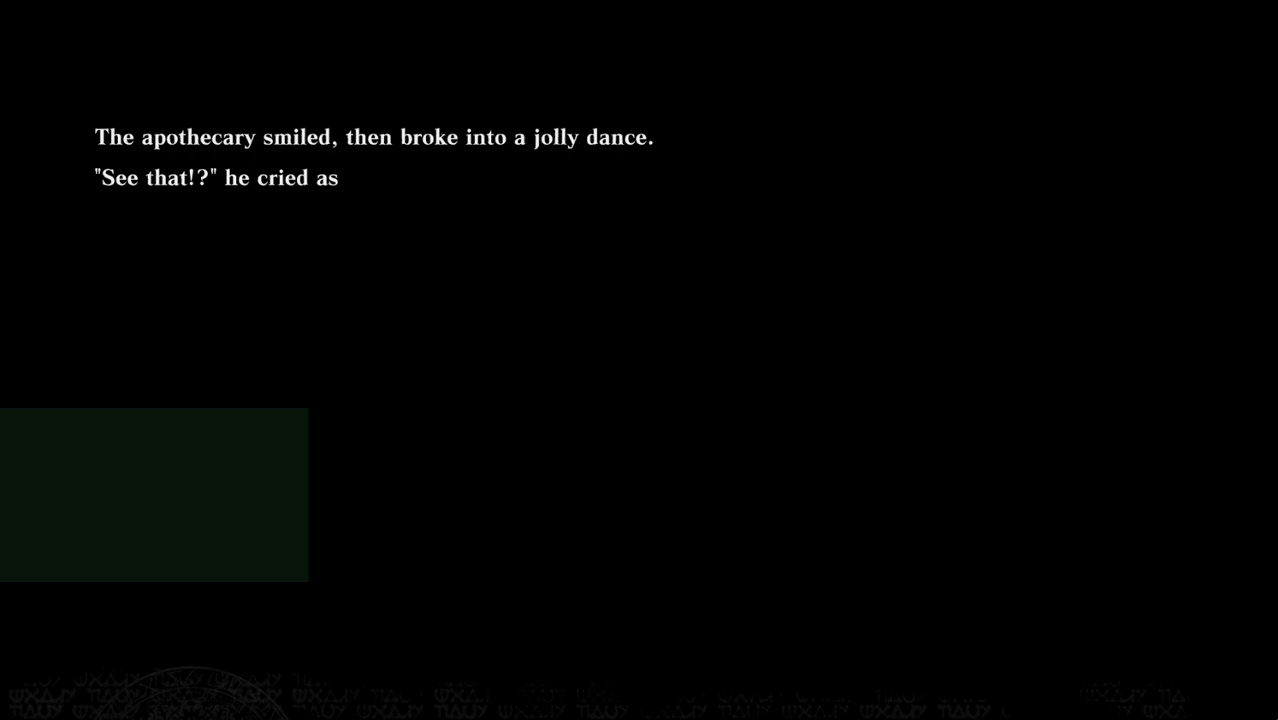 The apothecary smiled, then broke into a jolly dance.
"See that!?" he cried as